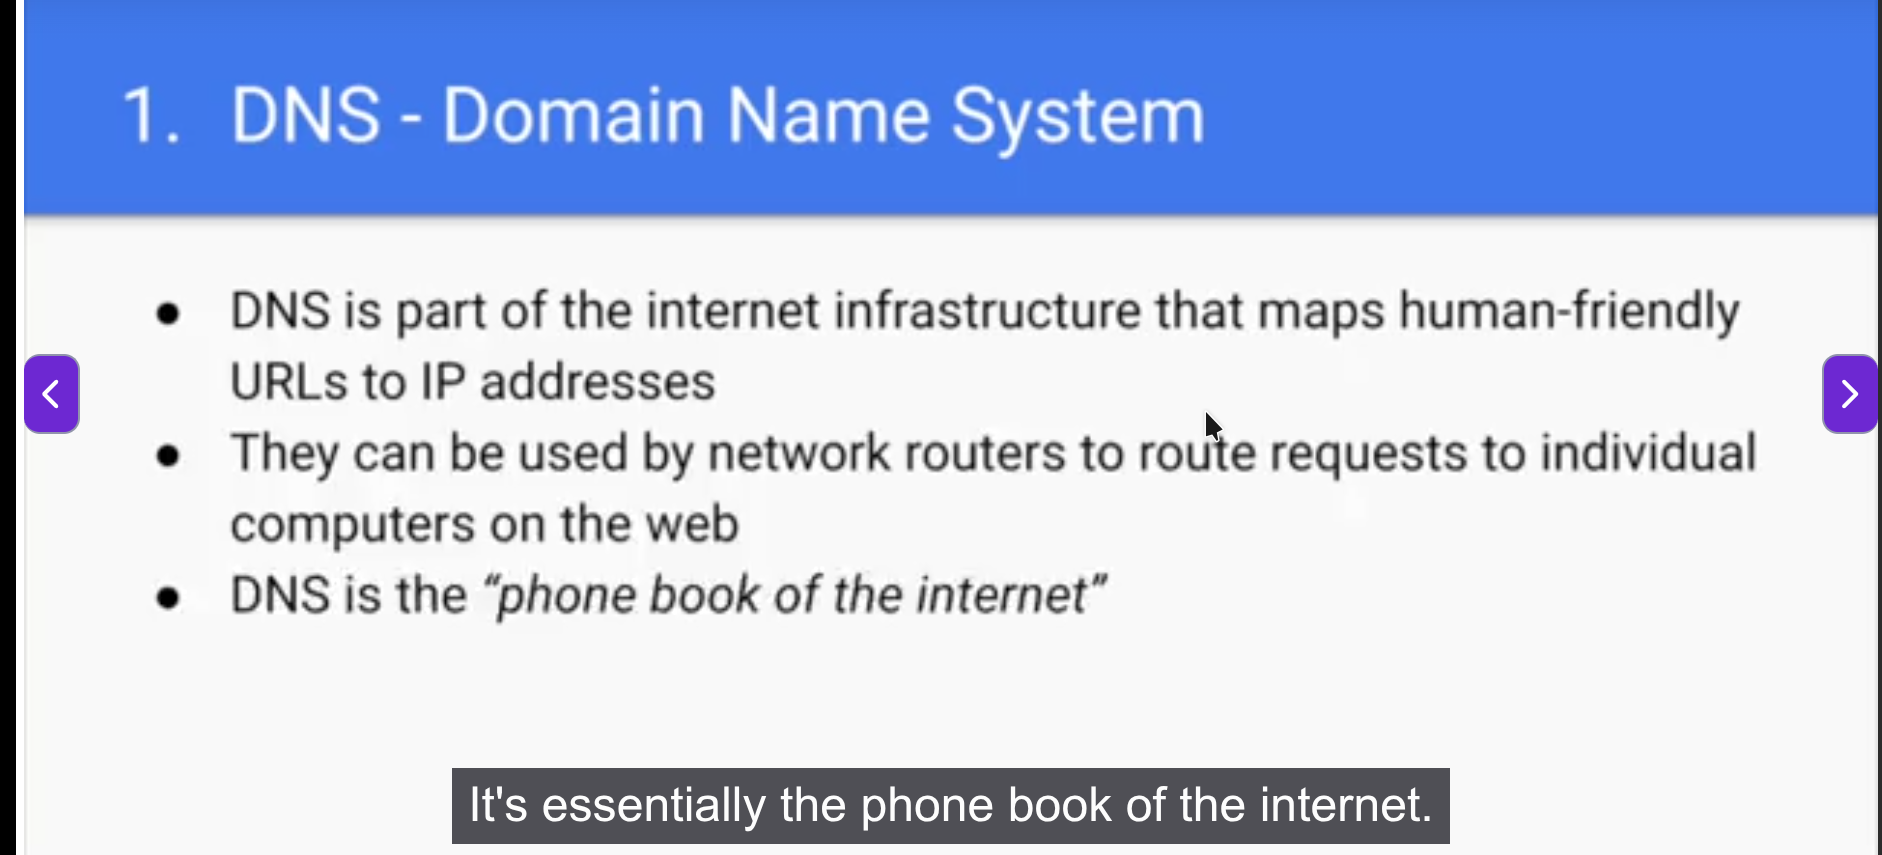 1. DNS - Domain Name System
● DNS is part of the internet infrastructure that maps human-friendly
URLs to IP addresses
● They can be used by network routers to route requests to individual
computers on the web
● DNS is the “phone book of the internet”
It's essentially the phone book of the internet.